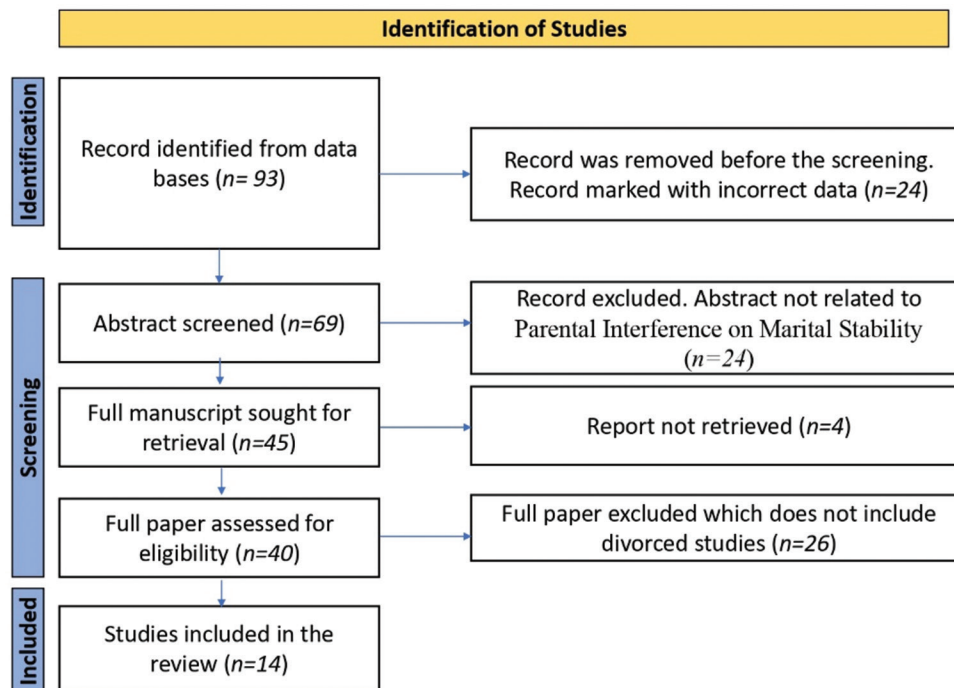 Identification of Studies
Identification
Record identified from data
bases (n= 93)
Record was removed before the screening.
Record marked with incorrect data (n=24)
Screening
Abstract screened (n=69)
Record excluded. Abstract not related to
Parental Interference on Marital Stability
(n=24)
Full manuscript sought for
retrieval (n=45)
Report not retrieved (n=4)
Full paper assessed for
eligibility (n=40)
Full paper excluded which does not include
divorced studies (n=26)
Included
Studies included in the
review (n=14)